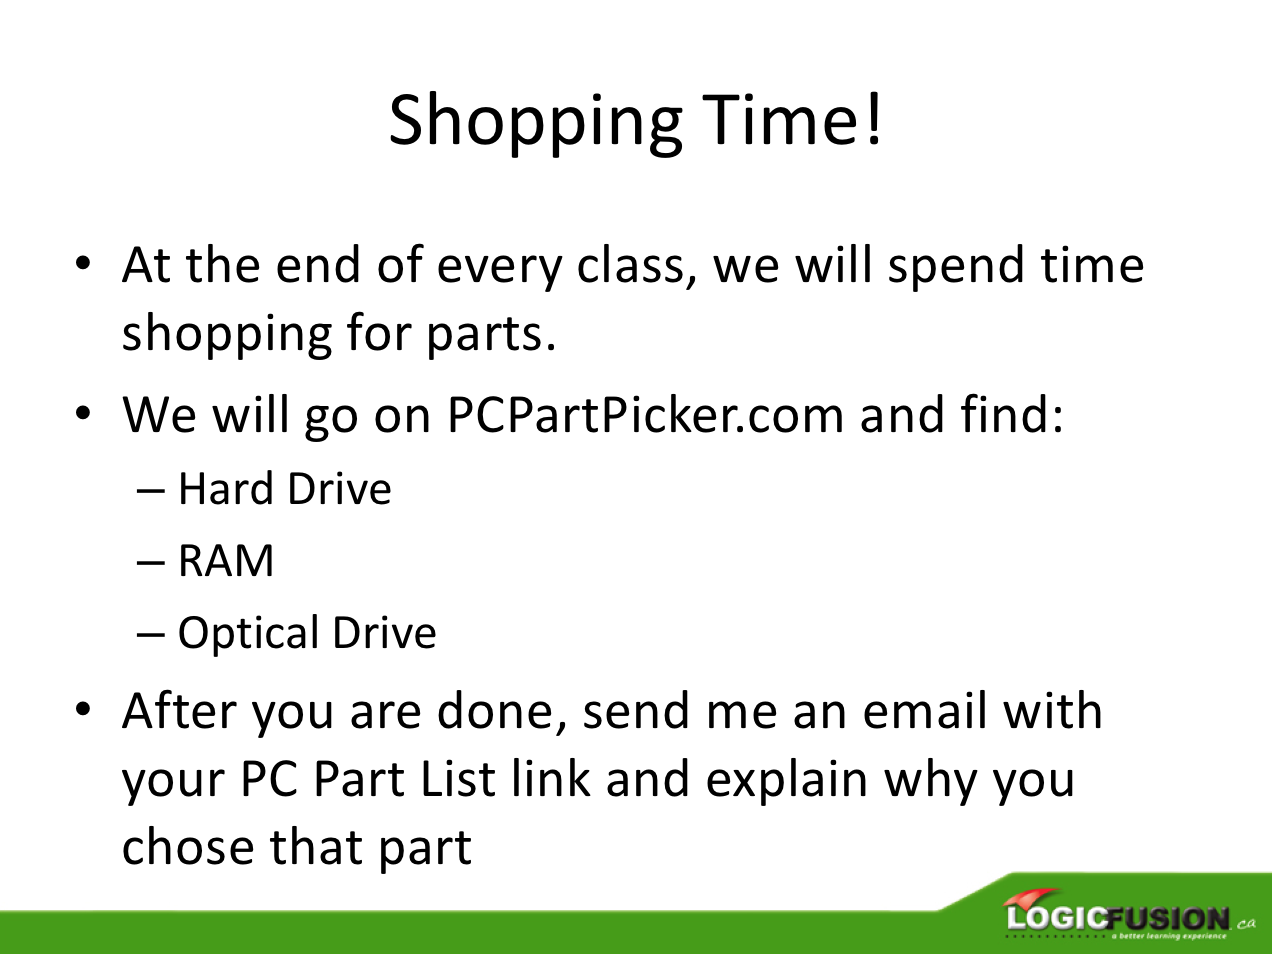 Shopping Time!
• At the end of every class, we will spend time
shopping for parts.
• We will go on PCPartPicker.com and find:
– Hard Drive
– RAM
– Optical Drive
• After you are done, send me an email with
your PC Part List link and explain why you
chose that part
LOGICFUSION.ca
a better learning experience